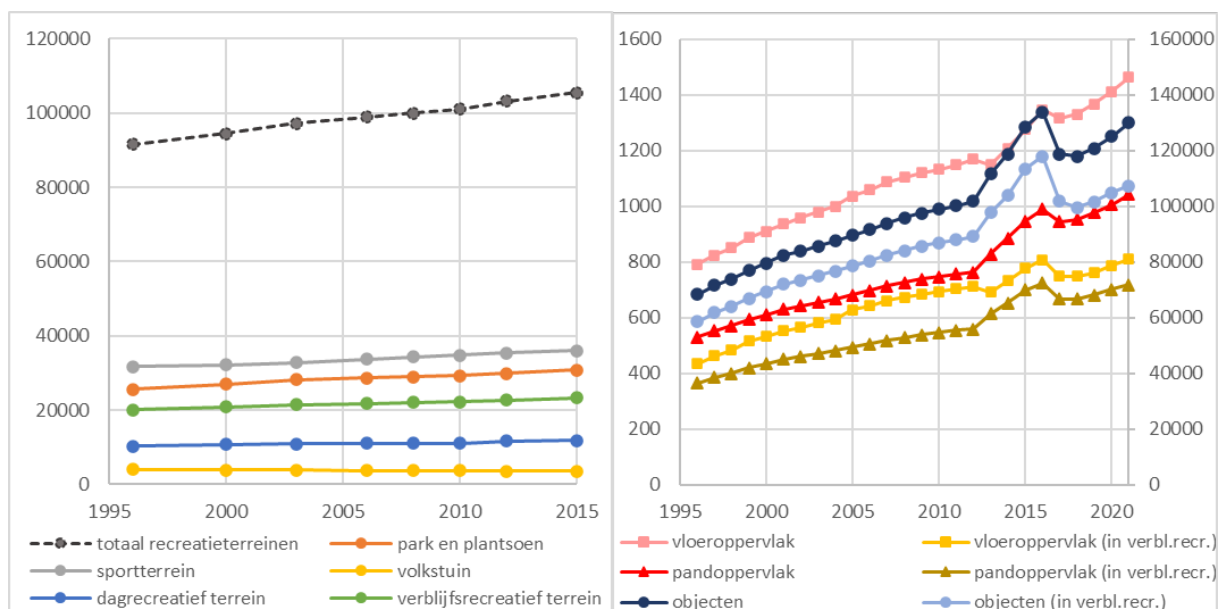 120000
100000
80000
60000
40000
20000
0
1995 2000 2005 2010 2015
totaal recreatieterreinen park en plantsoen
sportterrein volkstuin
dagrecreatief terrein verblijfsrecreatief terrein
1600 160000
1400 140000
1200 120000
1000 100000
800 80000
600 60000
400 40000
200 20000
0 0
1995 2000 2005 2010 2015 2020
vloeroppervlak vloeroppervlak (in verbl.recr.)
pandoppervlak pandoppervlak (in verbl.recr.)
objecten objecten (in verbl.recr.)